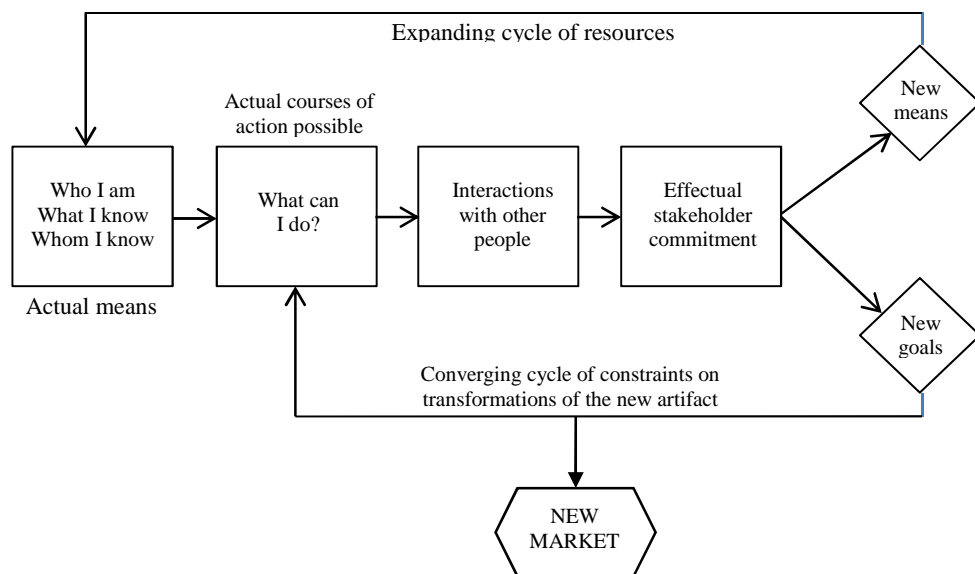 Expanding cycle of resources
New
means
Actual courses of
action possible
Who I am
What I know
Whom I know
What can
I do?
Interactions
with other
people
Effectual
stakeholder
commitment
Actual means
New
goals
Converging cycle of constraints on
transformations of the new artifact
NEW
MARKET